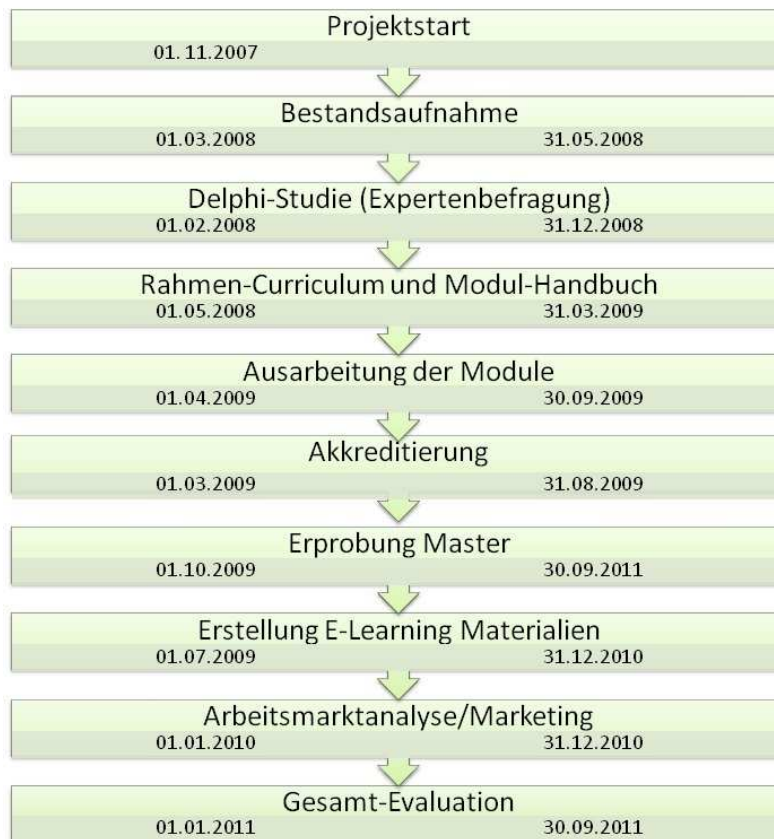 Projektstart
01.11.2007
Bestandsaufnahme
01.03.2008 31.05.2008
Delphi-Studie (Expertenbefragung)
01.02.2008 31.12.2008
Rahmen-Curriculum und Modul-Handbuch
01.05.2008 31.03.2009
Ausarbeitung der Module
01.04.2009 30.09.2009
Akkreditierung
01.03.2009 31.08.2009
Erprobung Master
01.10.2009 30.09.2011
Erstellung E-Learning Materialien
01.07.2009 31.12.2010
Arbeitsmarktanalyse/Marketing
01.01.2010 31.12.2010
Gesamt-Evaluation
01.01.2011 30.09.2011